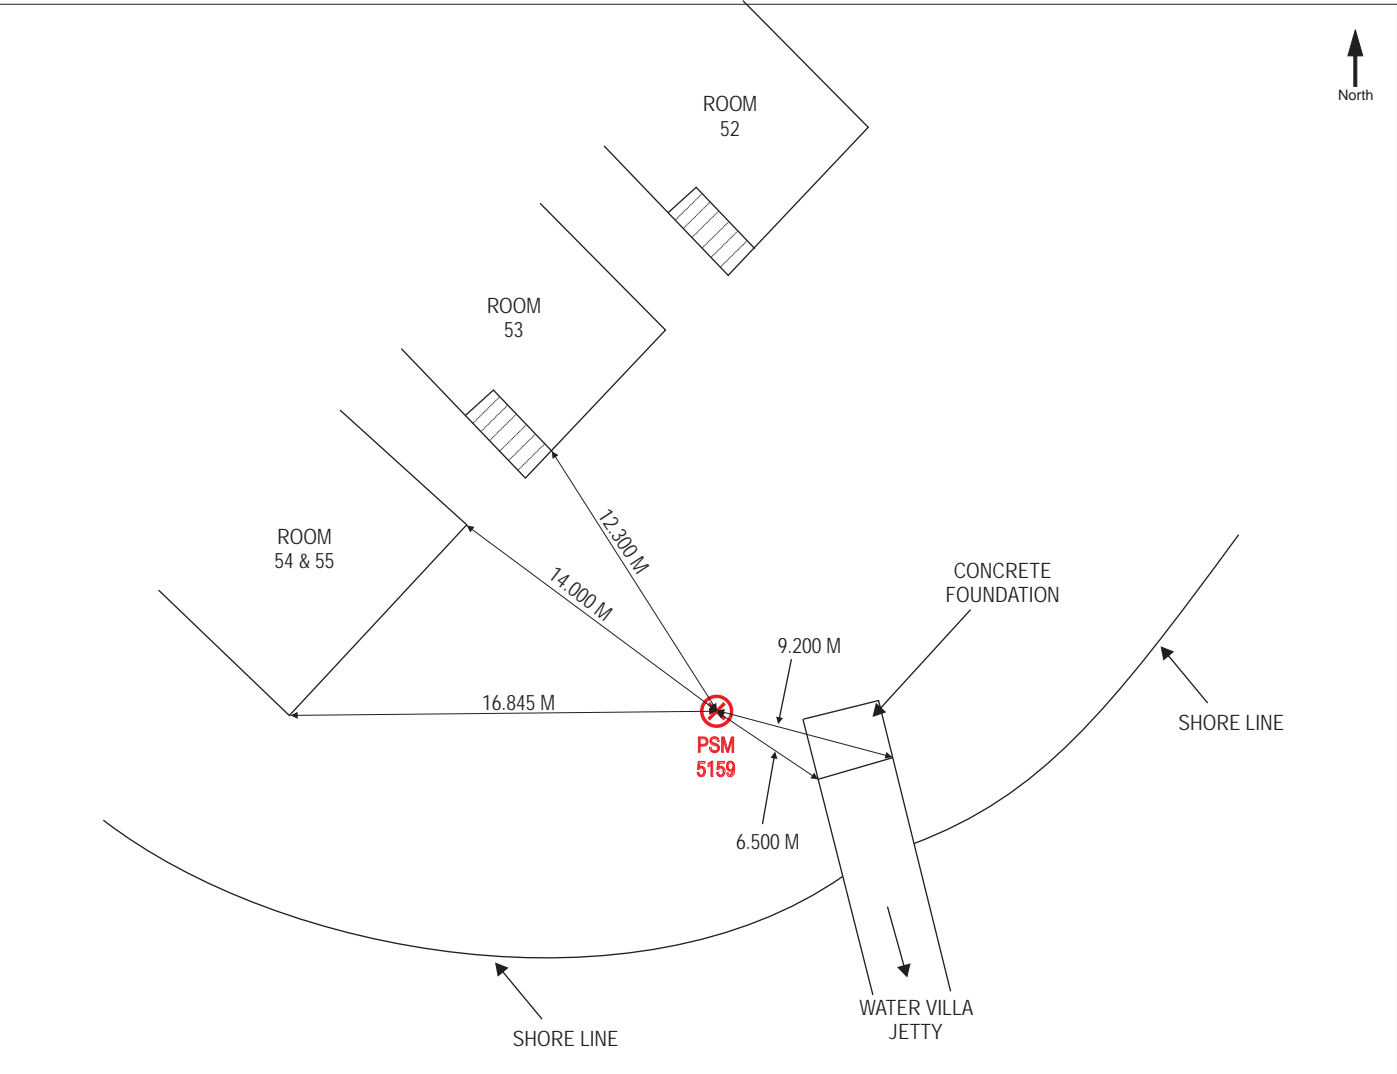 ROOM
52
North
ROOM
53
12.300 M
ROOM
54 & 55
14.000 M
CONCRETE
FOUNDATION
9.200 M
16.845 M
SHORE LINE
PSM
5159
6.500 M
WATER VILLA
JETTY
SHORE LINE